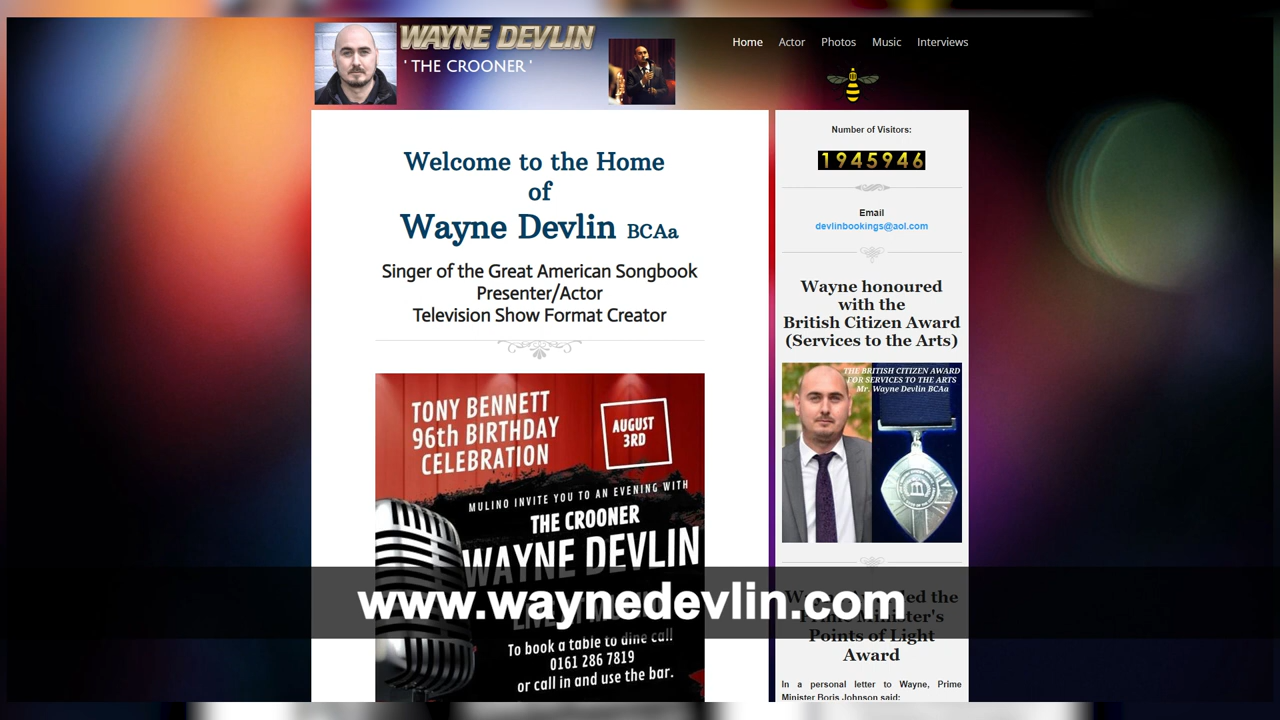 WAYNE DEVLIN
' THE CROONER '
Home Actor Photos Music Interviews
Welcome to the Home
of
Wayne Devlin BCAa
Singer of the Great American Songbook
Presenter/Actor
Television Show Format Creator
TONY BENNETT
96th BIRTHDAY
CELEBRATION
AUGUST
3RD
MULINO INVITE YOU TO AN EVENING WITH
THE CROONER
WAYNE DEVLIN
To book a table to dine call
0161 286 7819
or call in and use the bar.
Number of Visitors:
1945946
Email
devlinbookings@aol.com
Wayne honoured
with the
British Citizen Award
(Services to the Arts)
THE BRITISH CITIZEN AWARD
FOR SERVICES TO THE ARTS
Mr. Wayne Devlin BCAa
the
Prime Minister's
Points of Light
Award
In a personal letter to Wayne, Prime
Minister Boris Johnson said:
www.waynedevlin.com